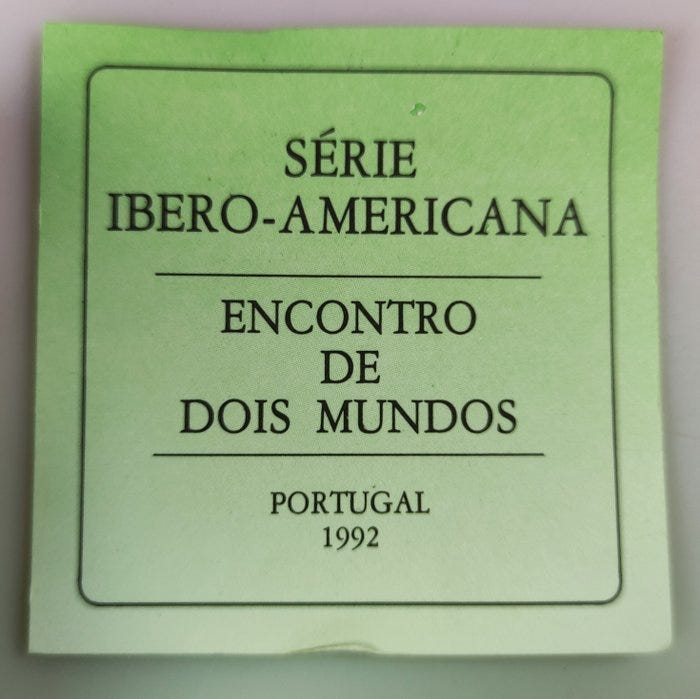 SÉRIE
IBERO-AMERICANA
ENCONTRO
DE
DOIS MUNDOS
PORTUGAL
1992